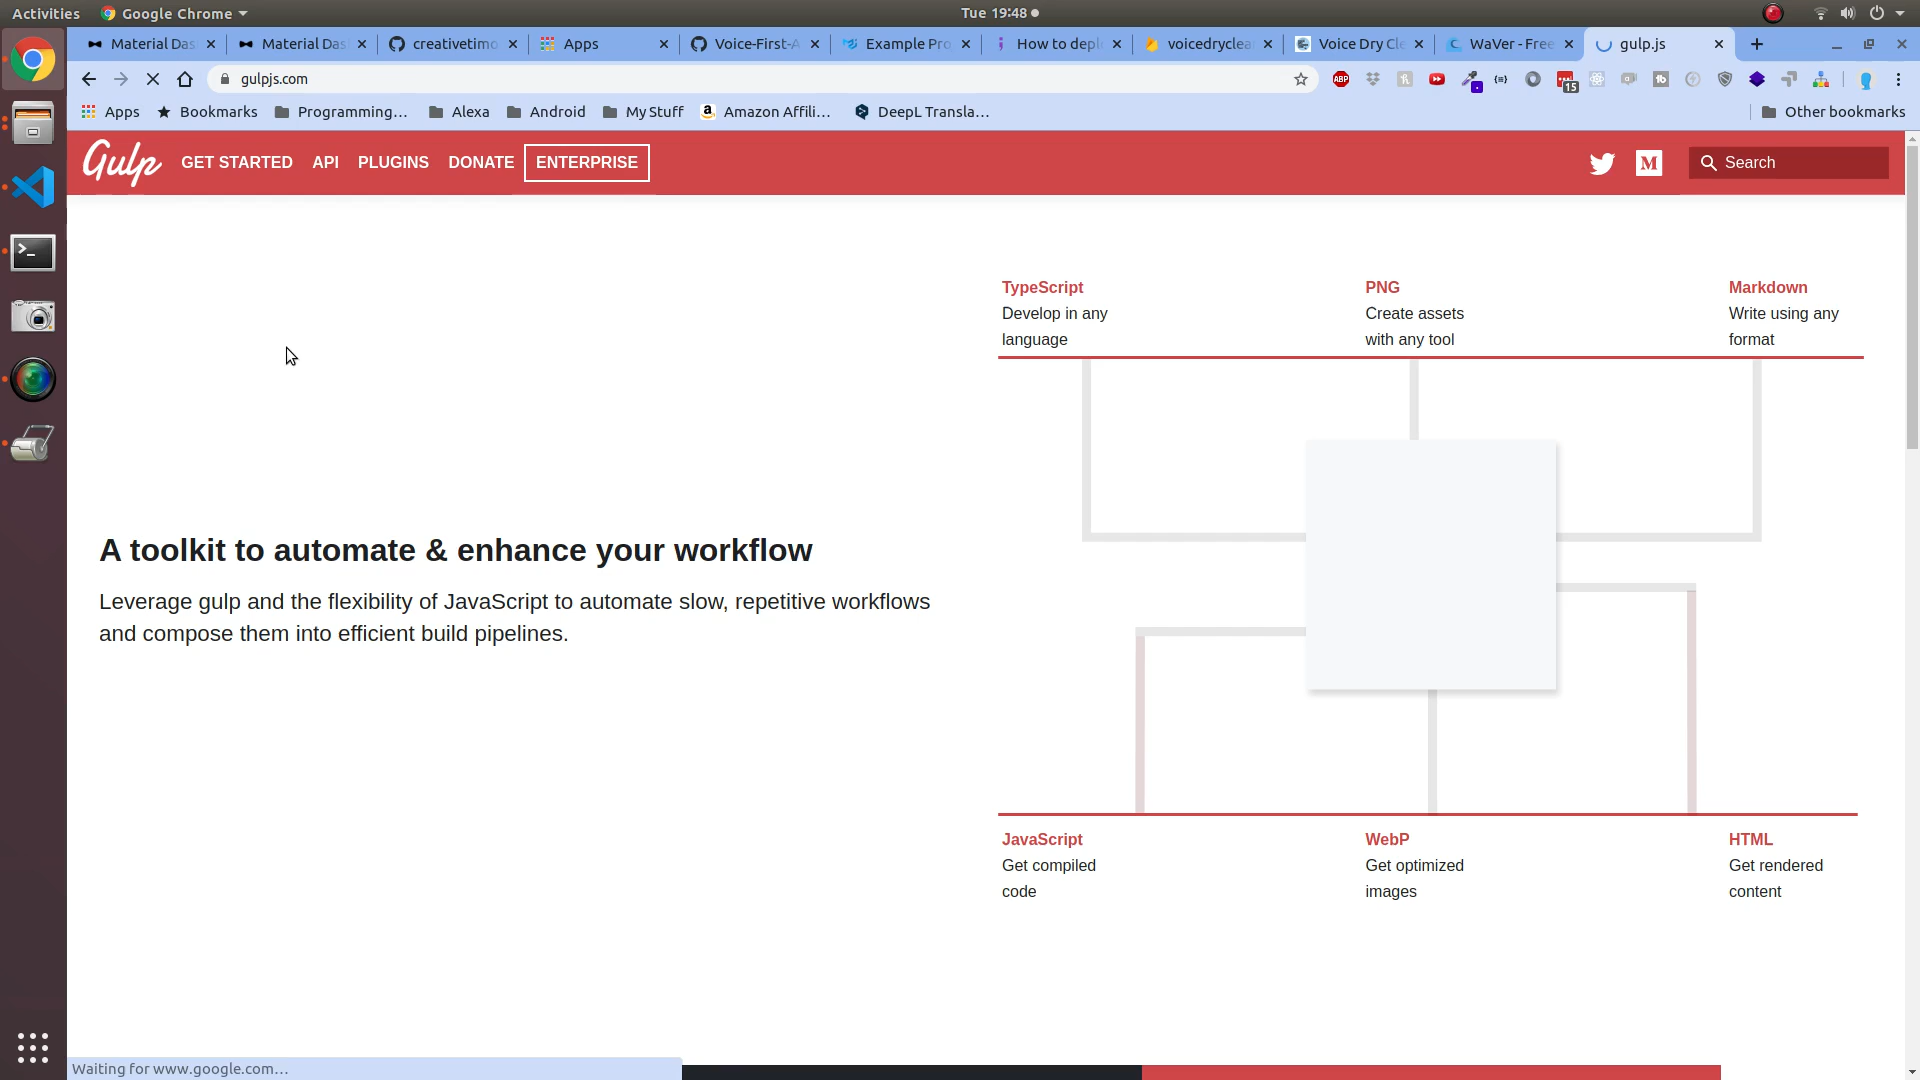 Activities
Google Chrome
Tue 19:48
Material Das
Material Das
creativetimo
Apps
Voice-First-A
Example Pro
How to depl
voicedryclea
Voice Dry Cle
WaVer - Free
gulp.js
gulpjs.com
ABP
15
Apps
Bookmarks
Programming...
Alexa
Android
My Stuff
Amazon Affili...
DeepL Transla...
Other bookmarks
Gulp
GET STARTED
API
PLUGINS
DONATE
ENTERPRISE
M
Search
TypeScript
Develop in any
language
PNG
Create assets
with any tool
Markdown
Write using any
format
A toolkit to automate & enhance your workflow
Leverage gulp and the flexibility of JavaScript to automate slow, repetitive workflows
and compose them into efficient build pipelines.
JavaScript
Get compiled
code
WebP
Get optimized
images
HTML
Get rendered
content
Waiting for www.google.com...